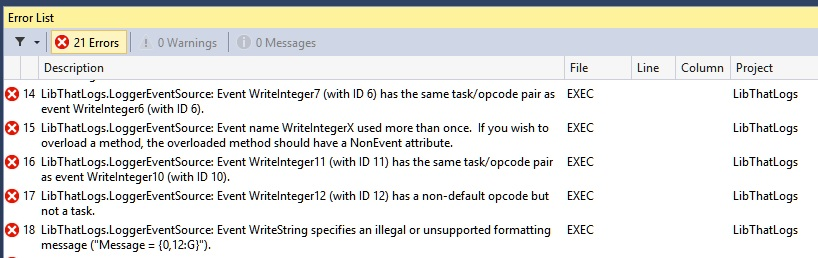 Error List
21 Errors 0 Warnings 0 Messages
Description File Line Column Project
14 LibThatLogs.LoggerEventSource: Event WriteInteger7 (with ID 6) has the same task/opcode pair as EXEC LibThatLogs
event WriteInteger6 (with ID 6).
15 LibThatLogs.LoggerEventSource: Event name WriteIntegerX used more than once. If you wish to EXEC LibThatLogs
overload a method, the overloaded method should have a NonEvent attribute.
16 LibThatLogs.LoggerEventSource: Event WriteInteger11 (with ID 11) has the same task/opcode pair EXEC LibThatLogs
as event WriteInteger10 (with ID 10).
17 LibThatLogs.LoggerEventSource: Event WriteInteger12 (with ID 12) has a non-default opcode but EXEC LibThatLogs
not a task.
18 LibThatLogs.LoggerEventSource: Event WriteString specifies an illegal or unsupported formatting EXEC LibThatLogs
message ("Message = {0,12:G}").